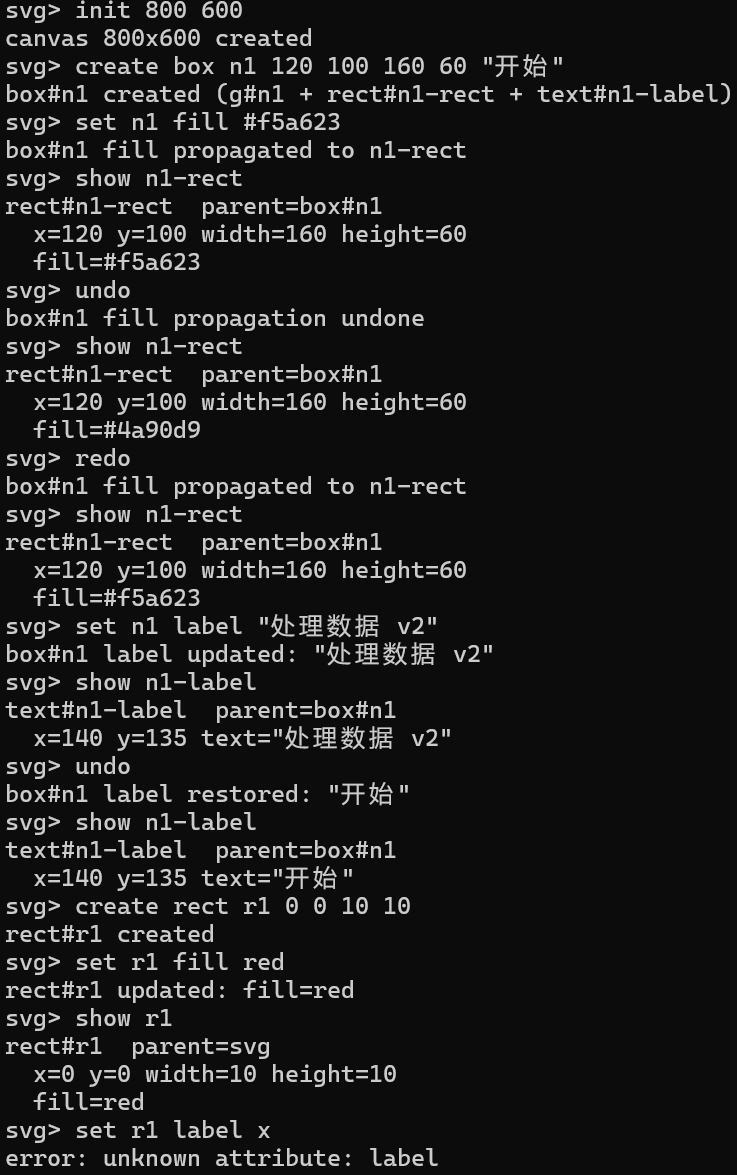 svg> init 800 600
canvas 800x600 created
svg> create box n1 120 100 160 60 "开始"
box#n1 created (g#n1 + rect#n1-rect + text#n1-label)
svg> set n1 fill #f5a623
box#n1 fill propagated to n1-rect
svg> show n1-rect
rect#n1-rect  parent=box#n1
  x=120 y=100 width=160 height=60
  fill=#f5a623
svg> undo
box#n1 fill propagation undone
svg> show n1-rect
rect#n1-rect  parent=box#n1
  x=120 y=100 width=160 height=60
  fill=#4a90d9
svg> redo
box#n1 fill propagated to n1-rect
svg> show n1-rect
rect#n1-rect  parent=box#n1
  x=120 y=100 width=160 height=60
  fill=#f5a623
svg> set n1 label "处理数据 v2"
box#n1 label updated: "处理数据 v2"
svg> show n1-label
text#n1-label  parent=box#n1
  x=140 y=135 text="处理数据 v2"
svg> undo
box#n1 label restored: "开始"
svg> show n1-label
text#n1-label  parent=box#n1
  x=140 y=135 text="开始"
svg> create rect r1 0 0 10 10
rect#r1 created
svg> set r1 fill red
rect#r1 updated: fill=red
svg> show r1
rect#r1  parent=svg
  x=0 y=0 width=10 height=10
  fill=red
svg> set r1 label x
error: unknown attribute: label